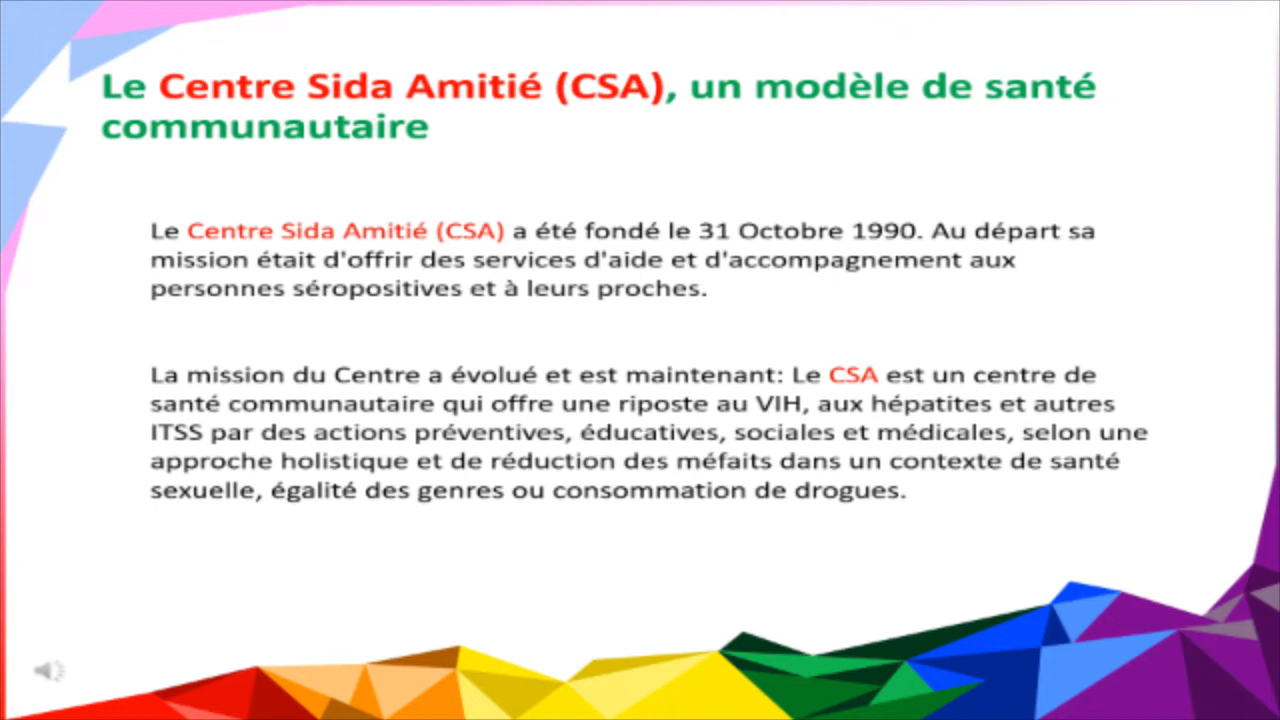 Le Centre Sida Amitié (CSA), un modèle de santé
communautaire
Le Centre Sida Amitié (CSA) a été fondé le 31 Octobre 1990. Au départ sa
mission était d'offrir des services d'aide et d'accompagnement aux
personnes séropositives et à leurs proches.
La mission du Centre a évolué et est maintenant: Le CSA est un centre de
santé communautaire qui offre une riposte au VIH, aux hépatites et autres
ITSS par des actions préventives, éducatives, sociales et médicales, selon une
approche holistique et de réduction des méfaits dans un contexte de santé
sexuelle, égalité des genres ou consommation de drogues.